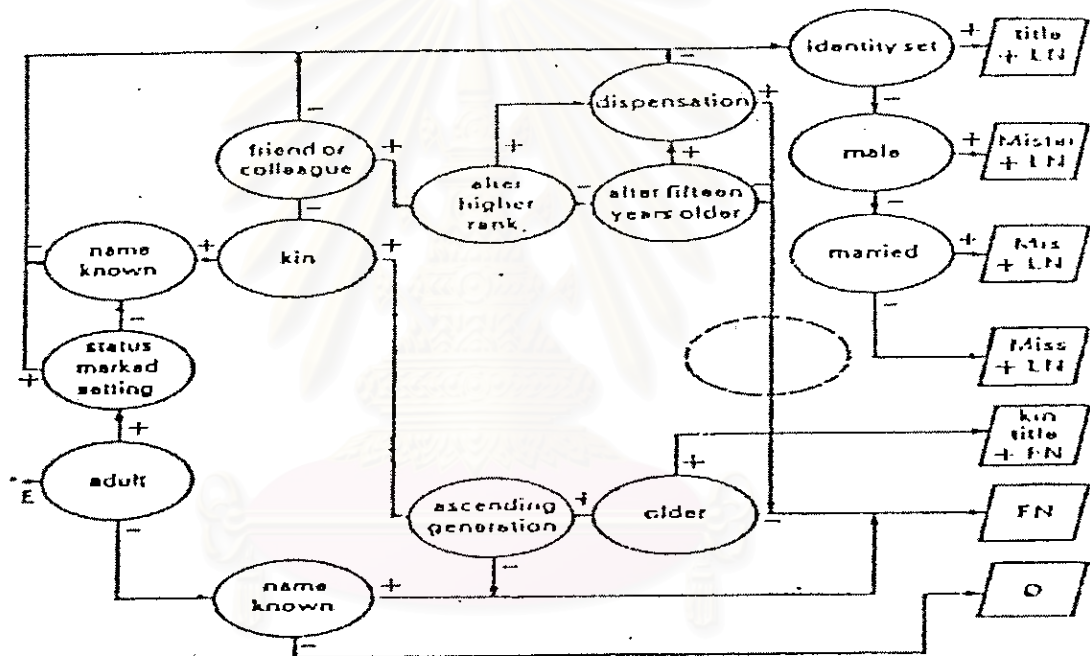 identity set
+
title
+ LN
−
dispensation
+
−
friend or
colleague
+
−
alter
higher
rank
+
−
alter fifteen
years older
+
−
male
+
Mister
+ LN
−
name
known
+
−
kin
+
−
married
+
−
+ LN
status
marked
setting
+
−
Miss
+ LN
adult
+
−
E
ascending
generation
+
−
older
+
−
kin
title
+ FN
FN
name
known
+
−
O